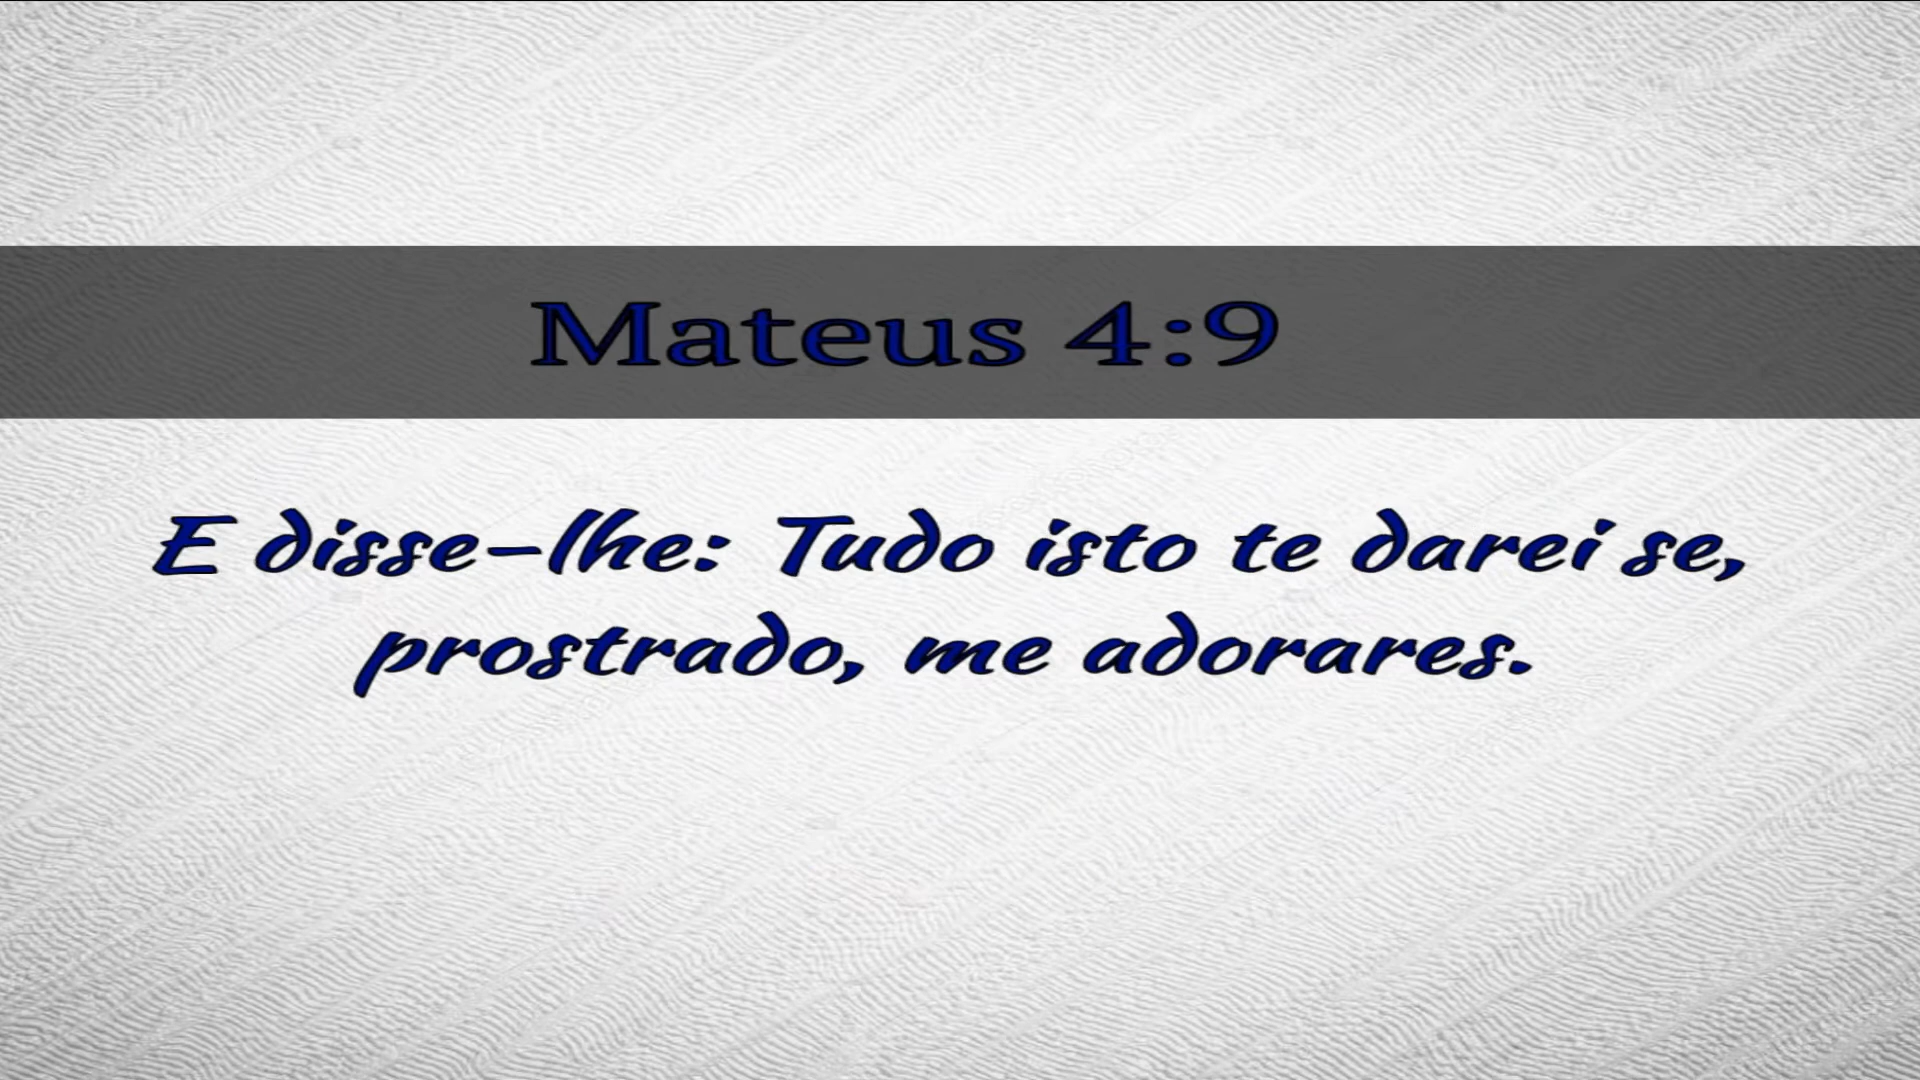 Mateus 4:9
E disse-lhe: Tudo isto te darei se,
prostrado, me adorares.